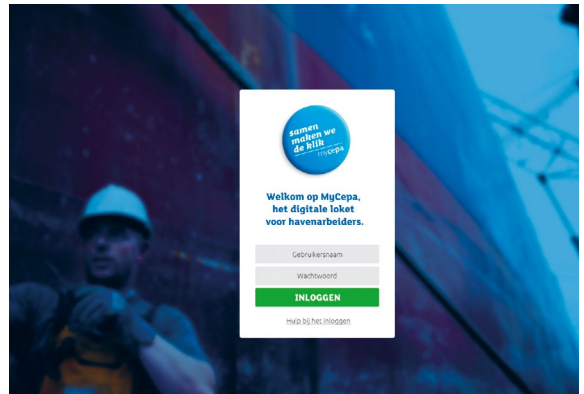 samen
maken we
de klik
mycepa
Welkom op MyCepa,
het digitale loket
voor havenarbeiders.
Gebruikersnaam
Wachtwoord
INLOGGEN
Hulp bij het inloggen